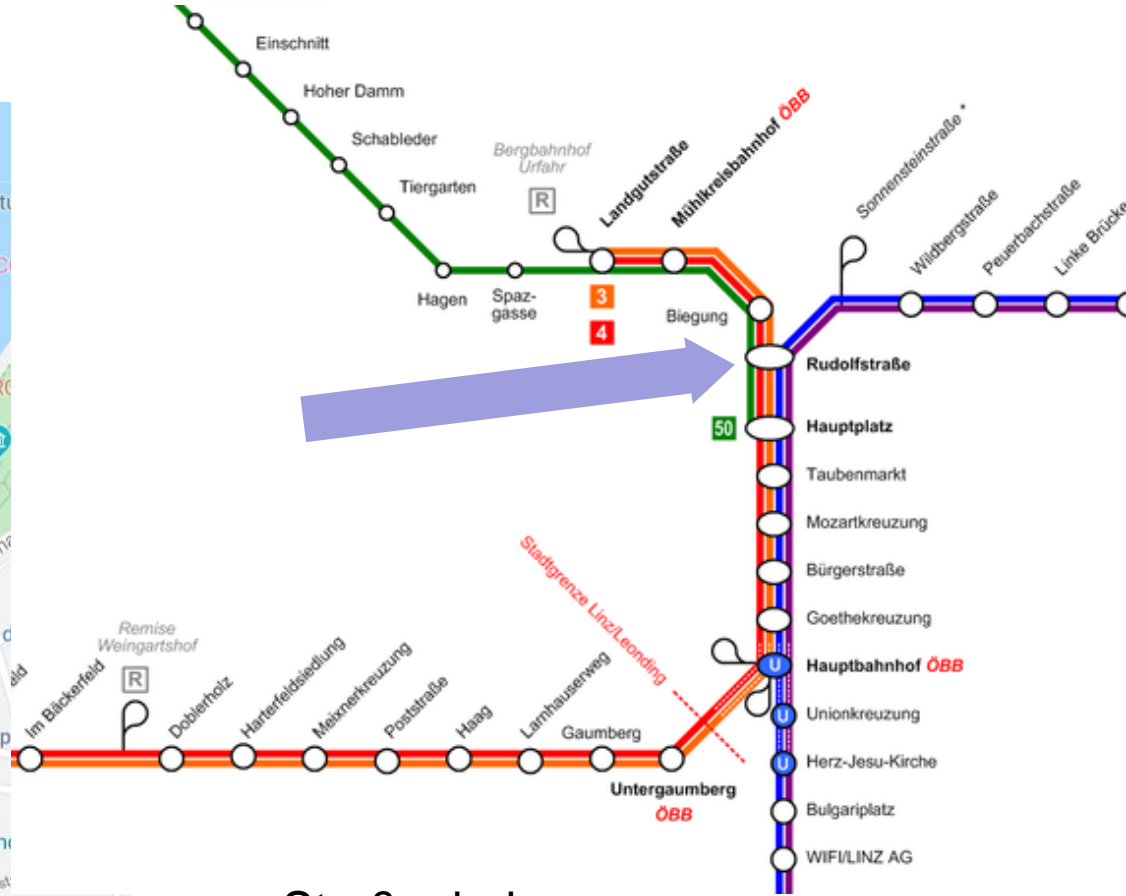 Einschnitt
Hoher Damm
Schableder
Tiergarten
Hagen
Spaz-
gasse
Bergbahnhof
Urfahr
R
Landgutstraße
Mühlkreisbahnhof ÖBB
3
4
Biegung
Sonnensteinstraße *
Wildbergstraße
Peuerbachstraße
Linke Brücke
Rudolfstraße
50
Hauptplatz
Taubenmarkt
Mozartkreuzung
Bürgerstraße
Goethekreuzung
U
Hauptbahnhof ÖBB
U
Unionkreuzung
U
Herz-Jesu-Kirche
Bulgariplatz
WIFI/LINZ AG
Stadtgrenze Linz/Leonding
Remise
Weingartshof
R
Im Bäckerfeld
Doblerholz
Harterfeldsiedlung
Meixnerkreuzung
Poststraße
Haag
Larnhauserweg
Gaumberg
Untergaumberg
ÖBB